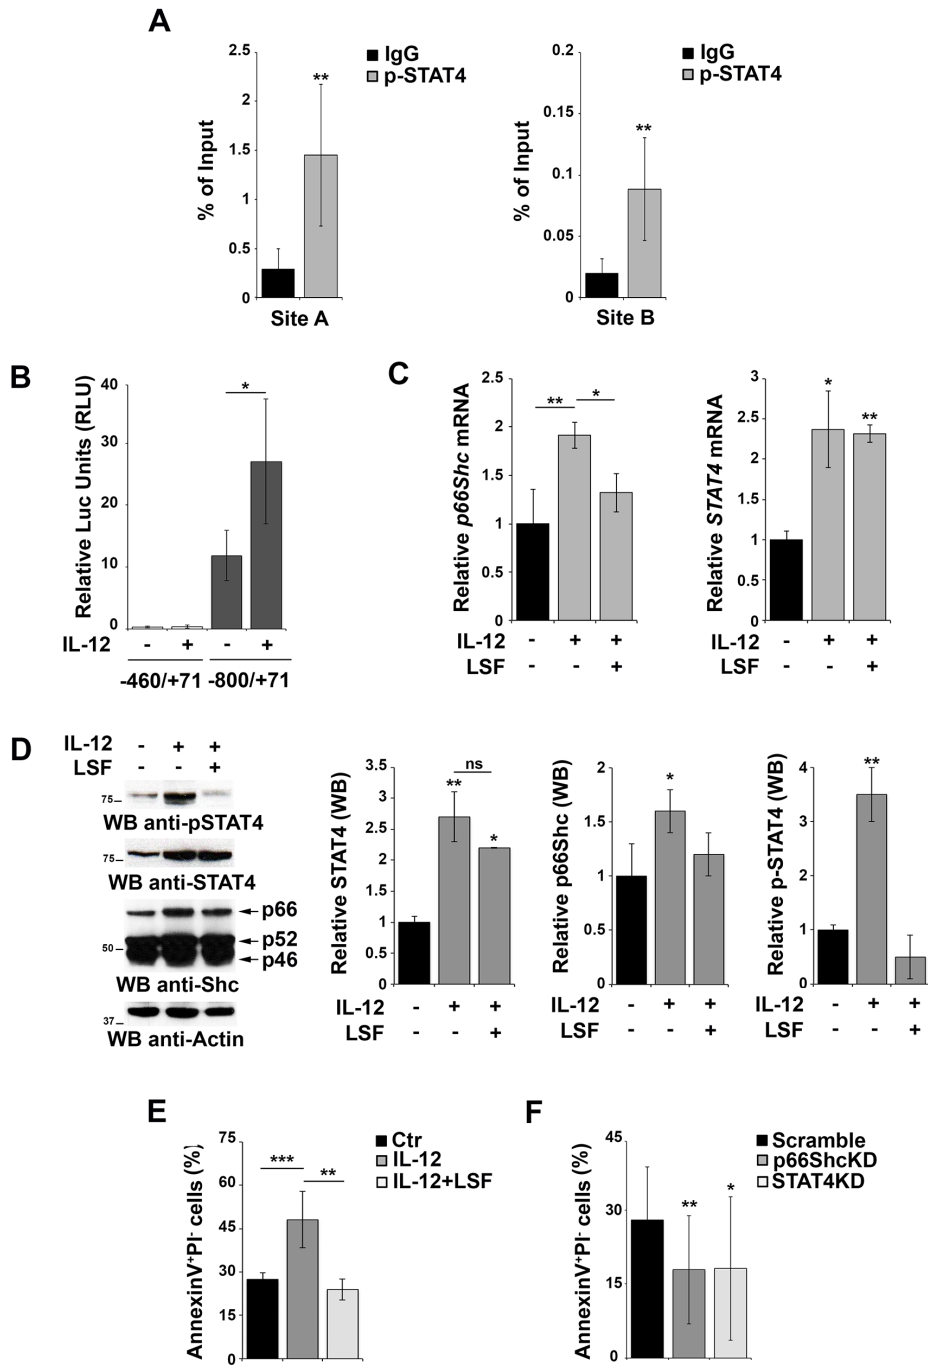 A
% of Input
2.5
2
1.5
1
0.5
0
**
IgG
p-STAT4
Site A
% of Input
0.2
0.15
0.1
0.05
0
**
IgG
p-STAT4
Site B
B
Relative Luc Units (RLU)
40
30
20
10
0
*
IL-12 - + - +
-460/+71 -800/+71
C
Relative p66Shc mRNA
2.5
2
1.5
1
0.5
0
** *
IL-12 - + +
LSF - - +
Relative STAT4 mRNA
3
2.5
2
1.5
1
0.5
0
* **
IL-12 - + +
LSF - - +
D
IL-12 - + +
LSF - - +
75
WB anti-pSTAT4
75
WB anti-STAT4
p66
p52
50
p46
WB anti-Shc
37
WB anti-Actin
Relative STAT4 (WB)
3.5
3
2.5
2
1.5
1
0.5
0
** ns *
IL-12 - + +
LSF - - +
Relative p66Shc (WB)
2
1.5
1
0.5
0
*
IL-12 - + +
LSF - - +
Relative p-STAT4 (WB)
4
3
2
1
0
**
IL-12 - + +
LSF - - +
E
AnnexinV⁺PI⁻ cells (%)
75
60
45
30
15
0
*** **
Ctr
IL-12
IL-12+LSF
F
AnnexinV⁺PI⁻ cells (%)
45
30
15
0
** *
Scramble
p66ShcKD
STAT4KD